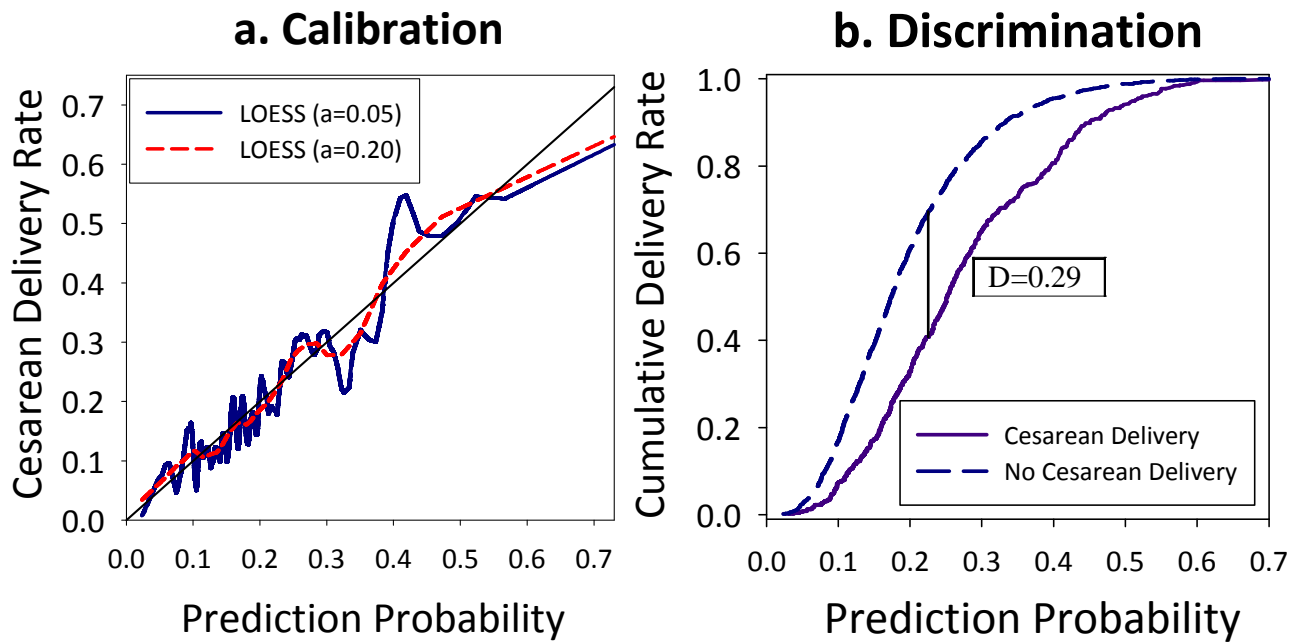 a. Calibration
Cesarean Delivery Rate
0.7
0.6
0.5
0.4
0.3
0.2
0.1
0.0
LOESS (a=0.05)
LOESS (a=0.20)
0.0 0.1 0.2 0.3 0.4 0.5 0.6 0.7
Prediction Probability
b. Discrimination
Cumulative Delivery Rate
1.0
0.8
0.6
0.4
0.2
0.0
D=0.29
Cesarean Delivery
No Cesarean Delivery
0.0 0.1 0.2 0.3 0.4 0.5 0.6 0.7
Prediction Probability